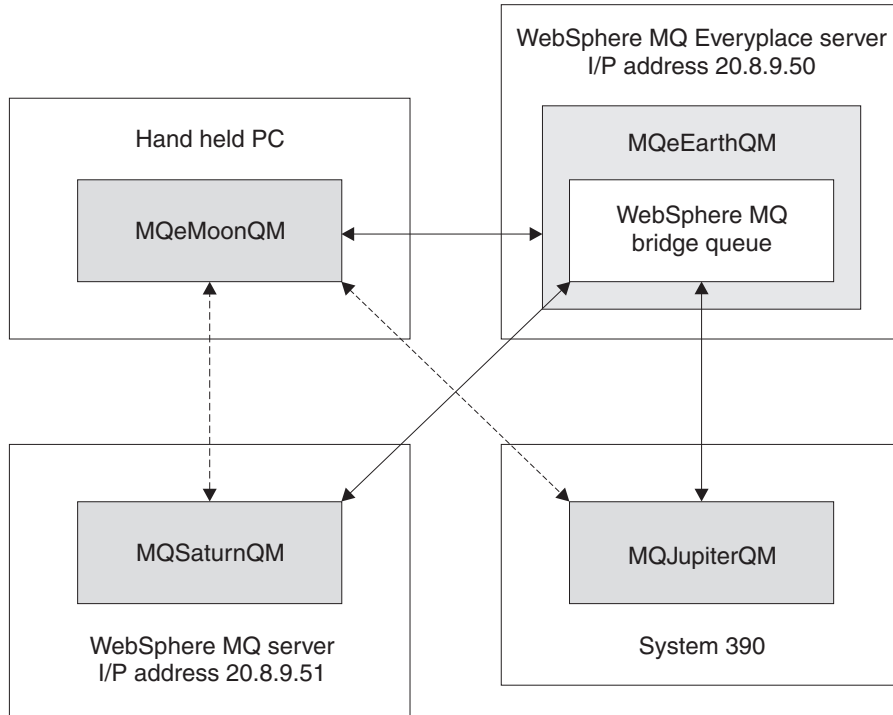 WebSphere MQ Everyplace server
I/P address 20.8.9.50
Hand held PC
MQeEarthQM
MQeMoonQM
WebSphere MQ
bridge queue
MQSaturnQM
MQJupiterQM
WebSphere MQ server
I/P address 20.8.9.51
System 390